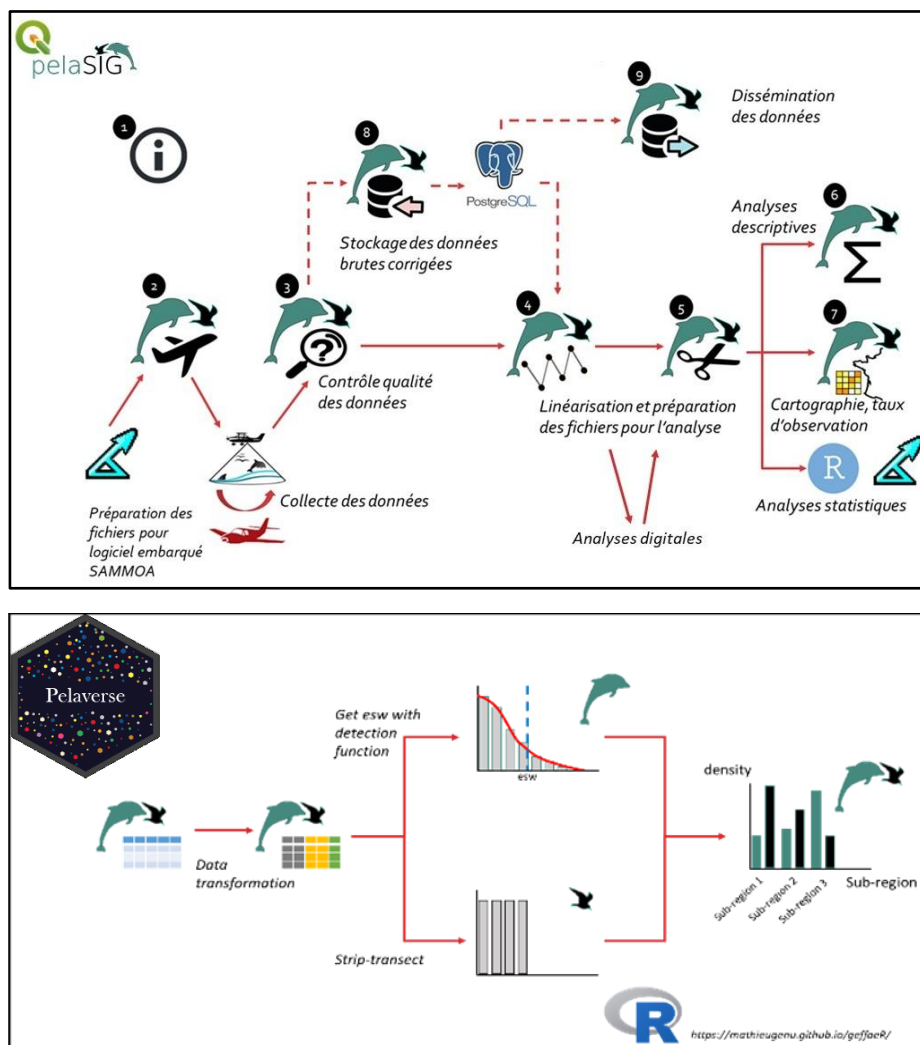 pelaSIG
1
i
8
9
Dissémination
des données
PostgreSQL
Stockage des données
brutes corrigées
6
Analyses
descriptives
Σ
2
3
?
4
5
7
Contrôle qualité
des données
Linéarisation et préparation
des fichiers pour l'analyse
Cartographie, taux
d'observation
Collecte des données
R
Analyses statistiques
Préparation des
fichiers pour
logiciel embarqué
SAMMOA
Analyses digitales
Pelaverse
Get esw with
detection
function
esw
density
Data
transformation
Sub-region 1
Sub-region 2
Sub-region 3
Sub-region
Strip-transect
R
https://mathieugenu.github.io/geffaeR/